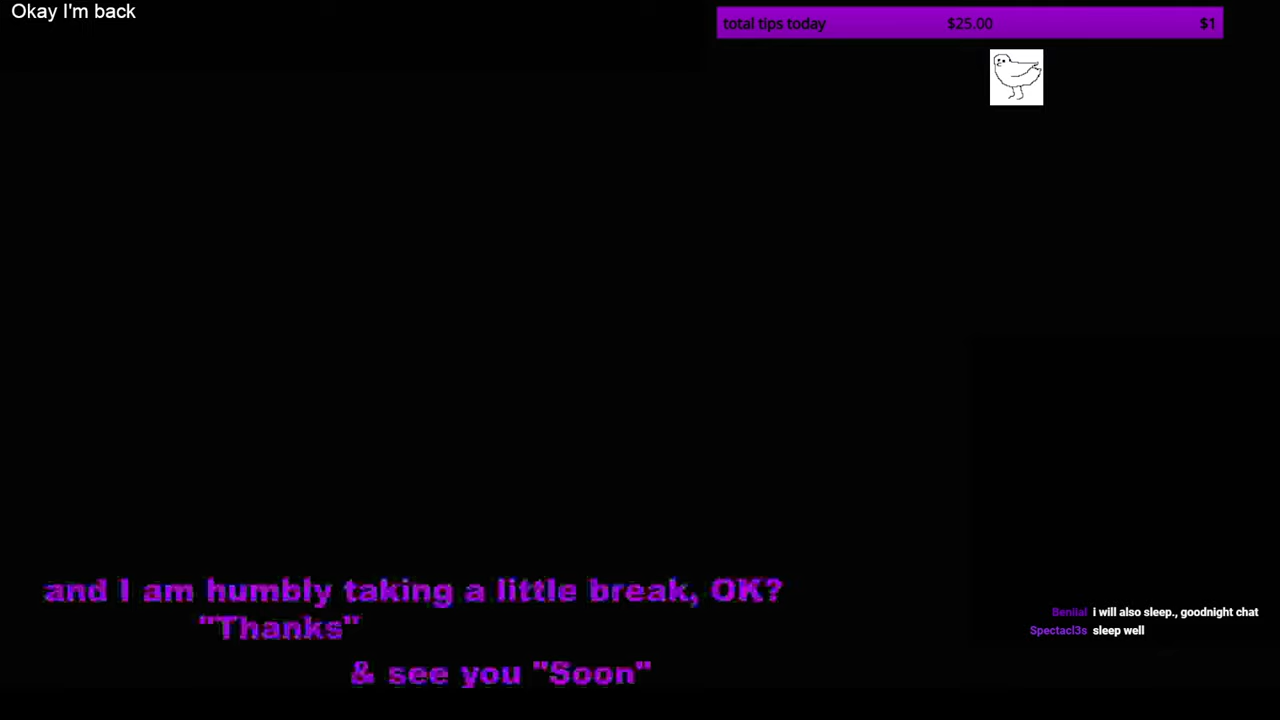 Okay I'm back
total tips today $25.00 $1
and I am humbly taking a little break, OK?
"Thanks"
& see you "Soon"
Benlial i will also sleep., goodnight chat
Spectacl3s sleep well